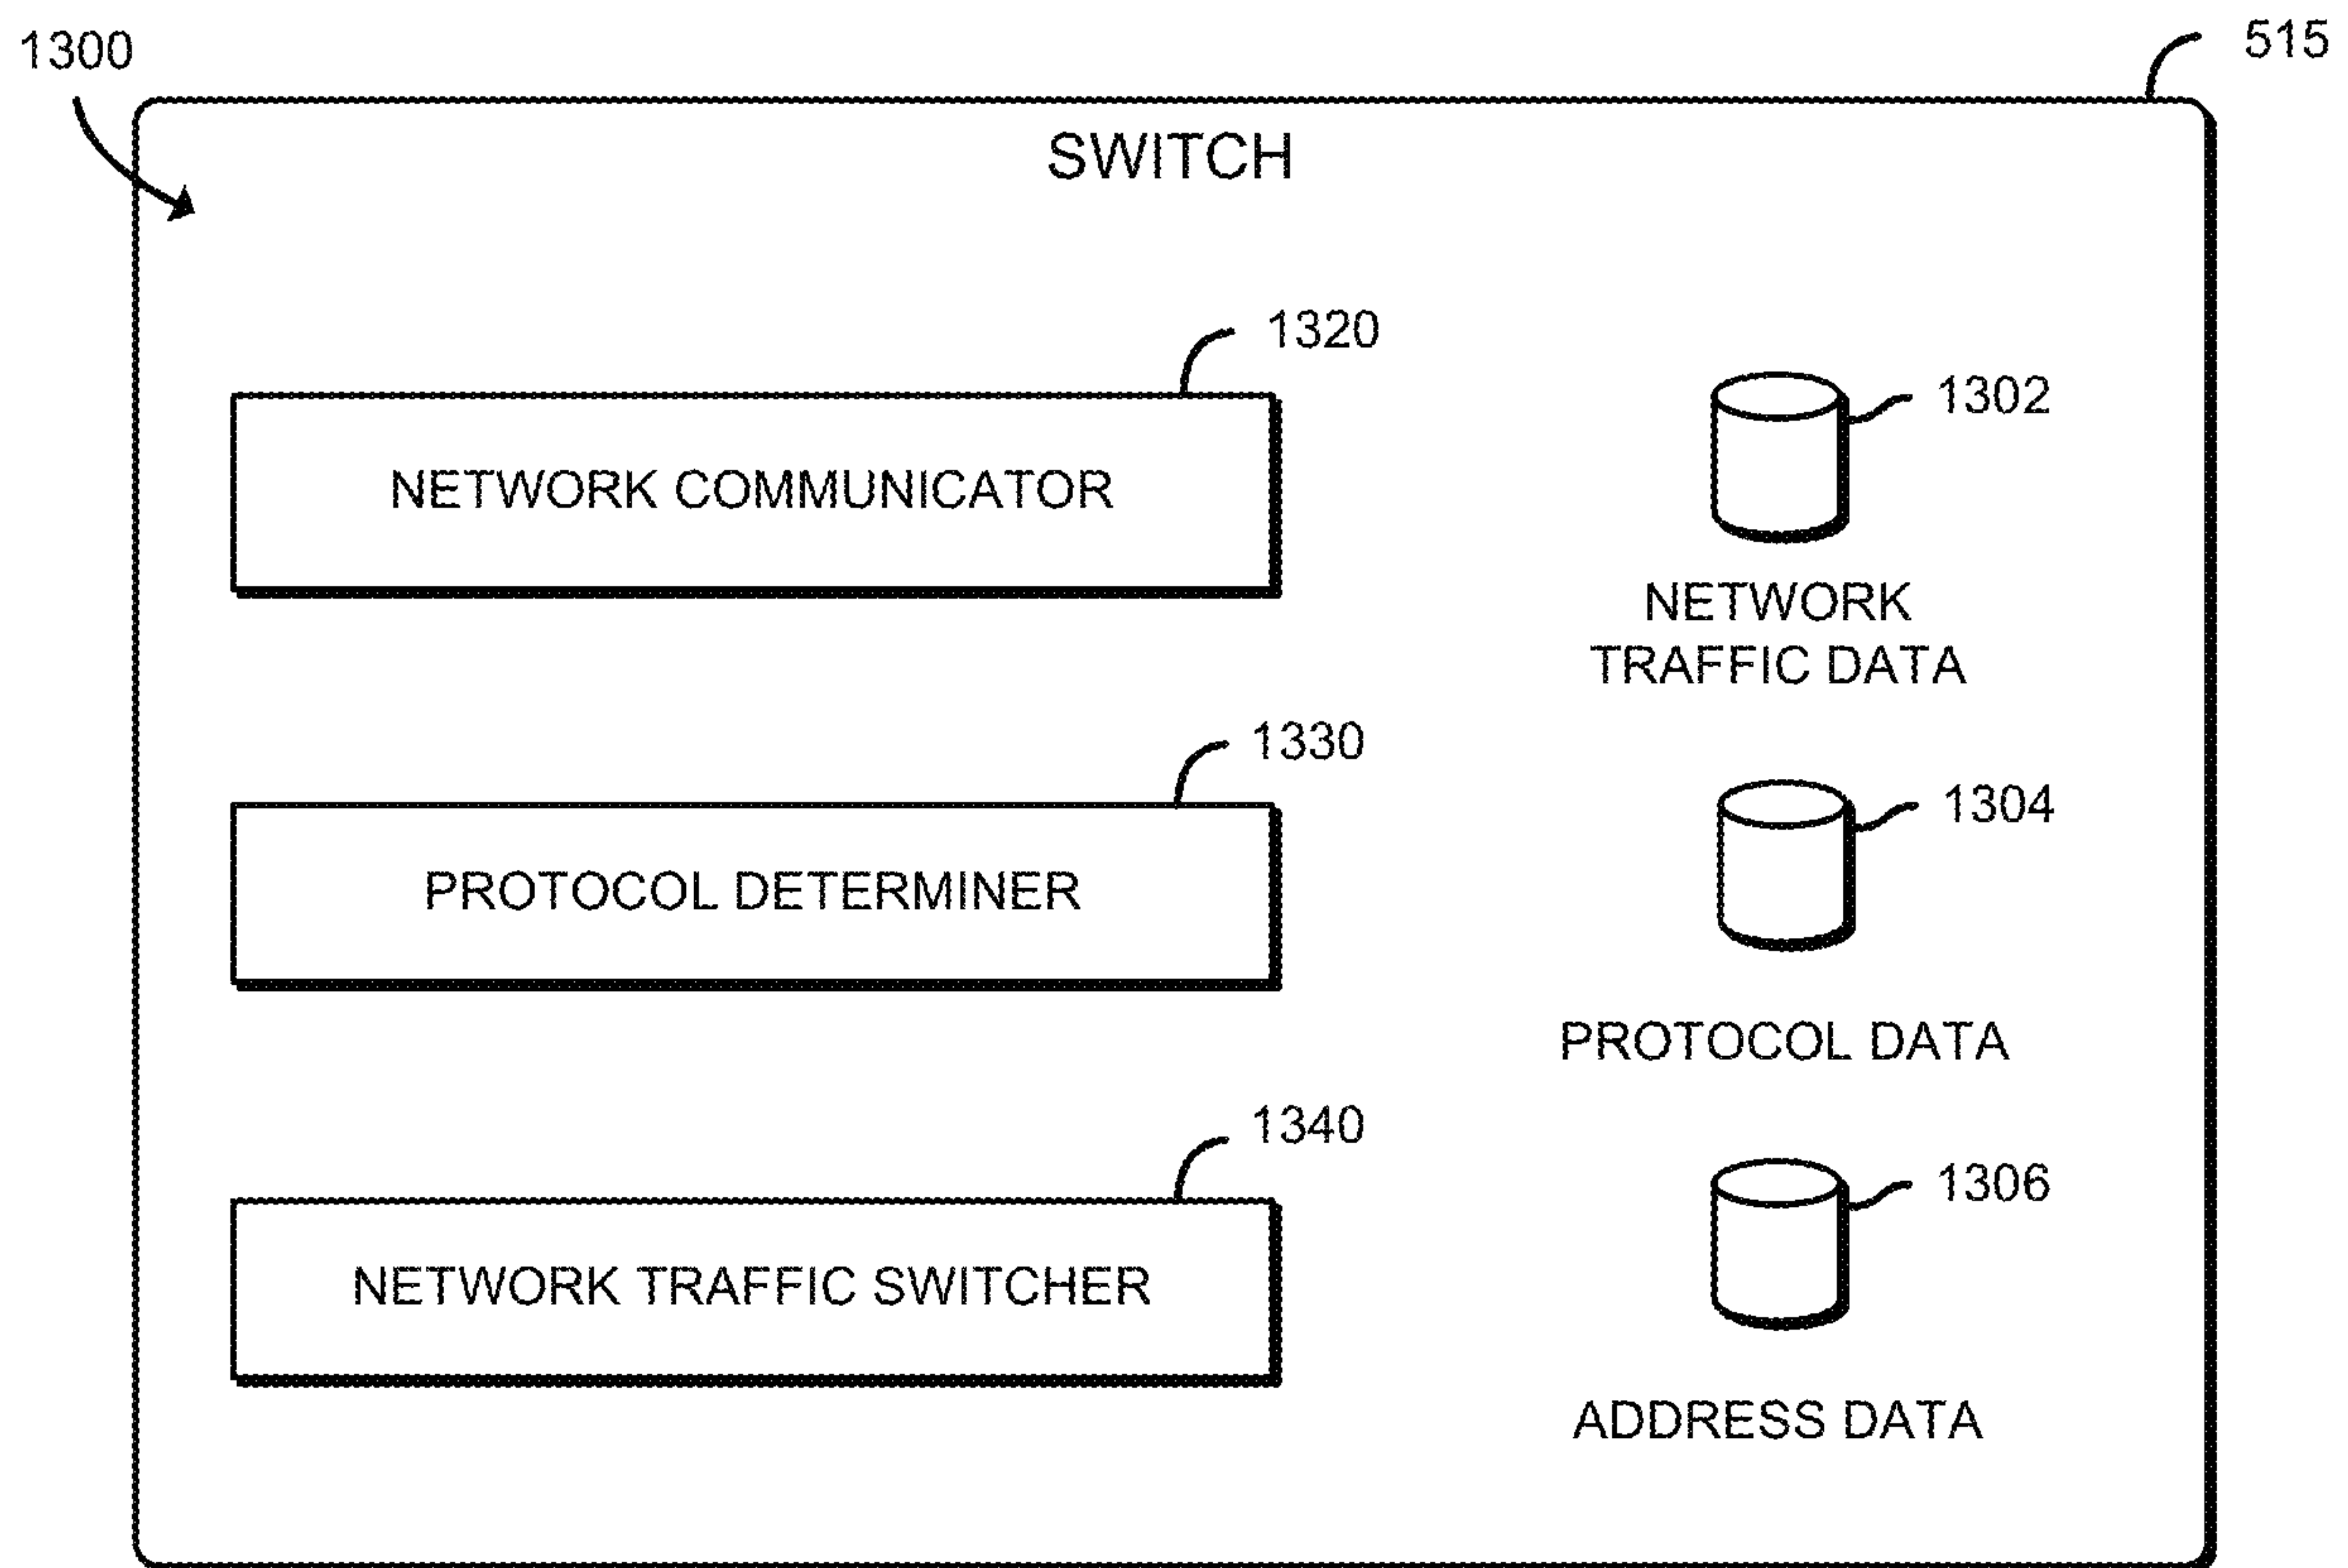 1300
515
SWITCH
1320
1302
NETWORK COMMUNICATOR
NETWORK
TRAFFIC DATA
1330
1304
PROTOCOL DETERMINER
PROTOCOL DATA
1340
1306
NETWORK TRAFFIC SWITCHER
ADDRESS DATA